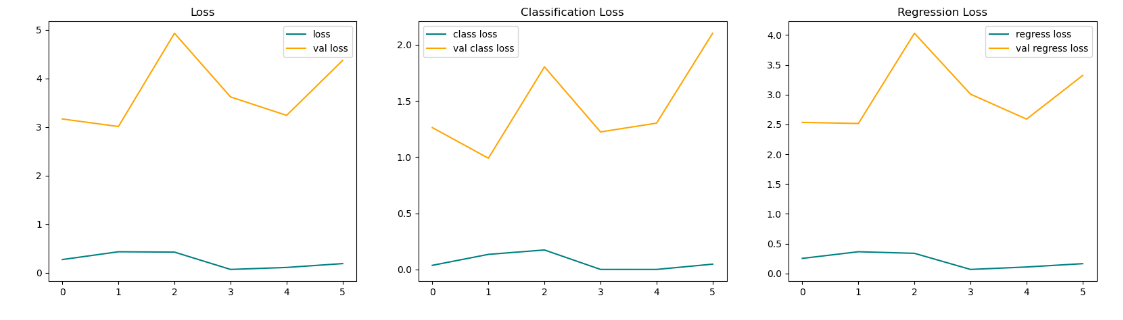 Loss
loss
val loss
5
4
3
2
1
0
0 1 2 3 4 5
Classification Loss
class loss
val class loss
2.0
1.5
1.0
0.5
0.0
0 1 2 3 4 5
Regression Loss
regress loss
val regress loss
4.0
3.5
3.0
2.5
2.0
1.5
1.0
0.5
0.0
0 1 2 3 4 5